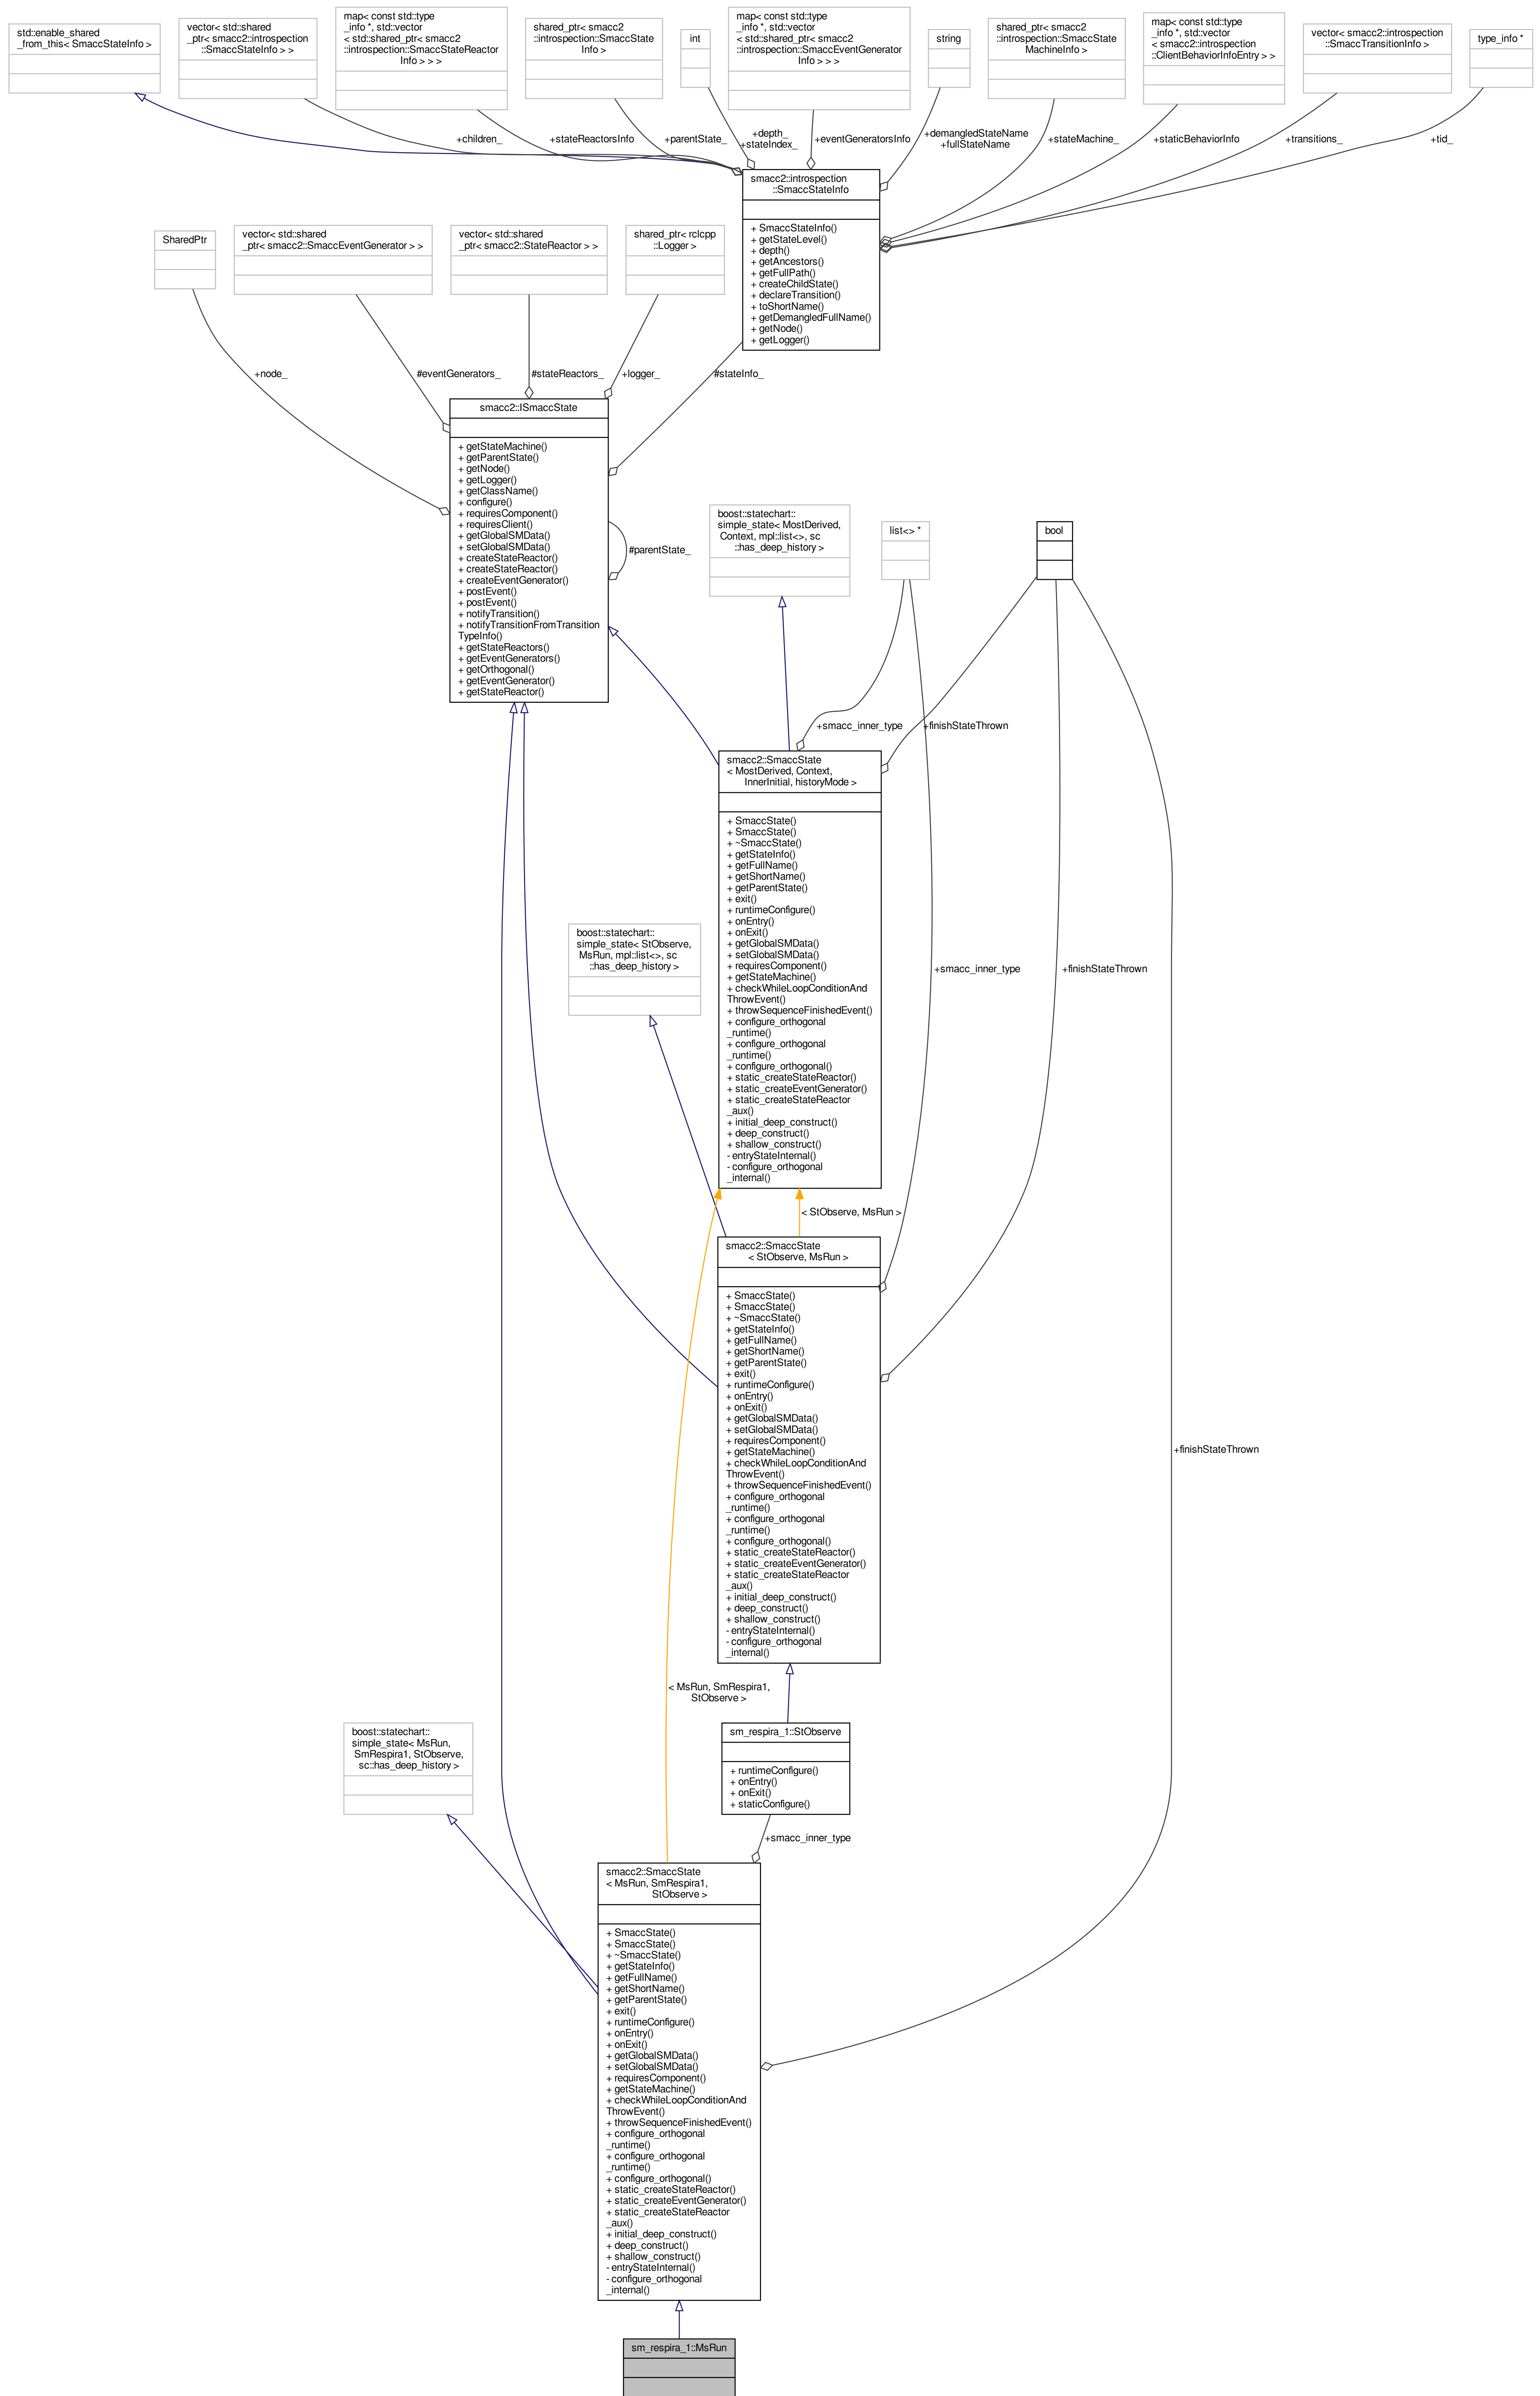 std::enable_shared
_from_this< SmaccStateInfo >
vector< std::shared
_ptr< smacc2::introspection
::SmaccStateInfo > >
map< const std::type
_info *, std::vector
< std::shared_ptr< smacc2
::introspection::SmaccStateReactor
Info > > >
shared_ptr< smacc2
::introspection::SmaccState
Info >
int
map< const std::type
_info *, std::vector
< std::shared_ptr< smacc2
::introspection::SmaccEventGenerator
Info > > >
string
shared_ptr< smacc2
::introspection::SmaccState
MachineInfo >
map< const std::type
_info *, std::vector
< smacc2::introspection
::ClientBehaviorInfoEntry > >
vector< smacc2::introspection
::SmaccTransitionInfo >
type_info *
+children_
+stateReactorsInfo
+parentState_
+depth_
+stateIndex_
+eventGeneratorsInfo
+demangledStateName
+fullStateName
+stateMachine_
+staticBehaviorInfo
+transitions_
+tid_
smacc2::introspection
::SmaccStateInfo
+ SmaccStateInfo()
+ getStateLevel()
+ depth()
+ getAncestors()
+ getFullPath()
+ createChildState()
+ declareTransition()
+ toShortName()
+ getDemangledFullName()
+ getNode()
+ getLogger()
SharedPtr
vector< std::shared
_ptr< smacc2::SmaccEventGenerator > >
vector< std::shared
_ptr< smacc2::StateReactor > >
shared_ptr< rclcpp
::Logger >
+node_
#eventGenerators_
#stateReactors_
+logger_
#stateInfo_
smacc2::ISmaccState
+ getStateMachine()
+ getParentState()
+ getNode()
+ getLogger()
+ getClassName()
+ configure()
+ requiresComponent()
+ requiresClient()
+ getGlobalSMData()
+ setGlobalSMData()
+ createStateReactor()
+ createStateReactor()
+ createEventGenerator()
+ postEvent()
+ postEvent()
+ notifyTransition()
+ notifyTransitionFromTransition
TypeInfo()
+ getStateReactors()
+ getEventGenerators()
+ getOrthogonal()
+ getEventGenerator()
+ getStateReactor()
#parentState_
boost::statechart::
simple_state< MostDerived,
Context, mpl::list<>, sc
::has_deep_history >
list<> *
bool
+smacc_inner_type
+finishStateThrown
smacc2::SmaccState
< MostDerived, Context,
InnerInitial, historyMode >
+ SmaccState()
+ SmaccState()
+ ~SmaccState()
+ getStateInfo()
+ getFullName()
+ getShortName()
+ getParentState()
+ exit()
+ runtimeConfigure()
+ onEntry()
+ onExit()
+ getGlobalSMData()
+ setGlobalSMData()
+ requiresComponent()
+ getStateMachine()
+ checkWhileLoopConditionAnd
ThrowEvent()
+ throwSequenceFinishedEvent()
+ configure_orthogonal
_runtime()
+ configure_orthogonal
_runtime()
+ configure_orthogonal()
+ static_createStateReactor()
+ static_createEventGenerator()
+ static_createStateReactor
_aux()
+ initial_deep_construct()
+ deep_construct()
+ shallow_construct()
- entryStateInternal()
- configure_orthogonal
_internal()
boost::statechart::
simple_state< StObserve,
MsRun, mpl::list<>, sc
::has_deep_history >
+smacc_inner_type
+finishStateThrown
< StObserve, MsRun >
smacc2::SmaccState
< StObserve, MsRun >
+ SmaccState()
+ SmaccState()
+ ~SmaccState()
+ getStateInfo()
+ getFullName()
+ getShortName()
+ getParentState()
+ exit()
+ runtimeConfigure()
+ onEntry()
+ onExit()
+ getGlobalSMData()
+ setGlobalSMData()
+ requiresComponent()
+ getStateMachine()
+ checkWhileLoopConditionAnd
ThrowEvent()
+ throwSequenceFinishedEvent()
+ configure_orthogonal
_runtime()
+ configure_orthogonal
_runtime()
+ configure_orthogonal()
+ static_createStateReactor()
+ static_createEventGenerator()
+ static_createStateReactor
_aux()
+ initial_deep_construct()
+ deep_construct()
+ shallow_construct()
- entryStateInternal()
- configure_orthogonal
_internal()
+finishStateThrown
< MsRun, SmRespira1,
StObserve >
boost::statechart::
simple_state< MsRun,
SmRespira1, StObserve,
sc::has_deep_history >
sm_respira_1::StObserve
+ runtimeConfigure()
+ onEntry()
+ onExit()
+ staticConfigure()
+smacc_inner_type
smacc2::SmaccState
< MsRun, SmRespira1,
StObserve >
+ SmaccState()
+ SmaccState()
+ ~SmaccState()
+ getStateInfo()
+ getFullName()
+ getShortName()
+ getParentState()
+ exit()
+ runtimeConfigure()
+ onEntry()
+ onExit()
+ getGlobalSMData()
+ setGlobalSMData()
+ requiresComponent()
+ getStateMachine()
+ checkWhileLoopConditionAnd
ThrowEvent()
+ throwSequenceFinishedEvent()
+ configure_orthogonal
_runtime()
+ configure_orthogonal
_runtime()
+ configure_orthogonal()
+ static_createStateReactor()
+ static_createEventGenerator()
+ static_createStateReactor
_aux()
+ initial_deep_construct()
+ deep_construct()
+ shallow_construct()
- entryStateInternal()
- configure_orthogonal
_internal()
sm_respira_1::MsRun